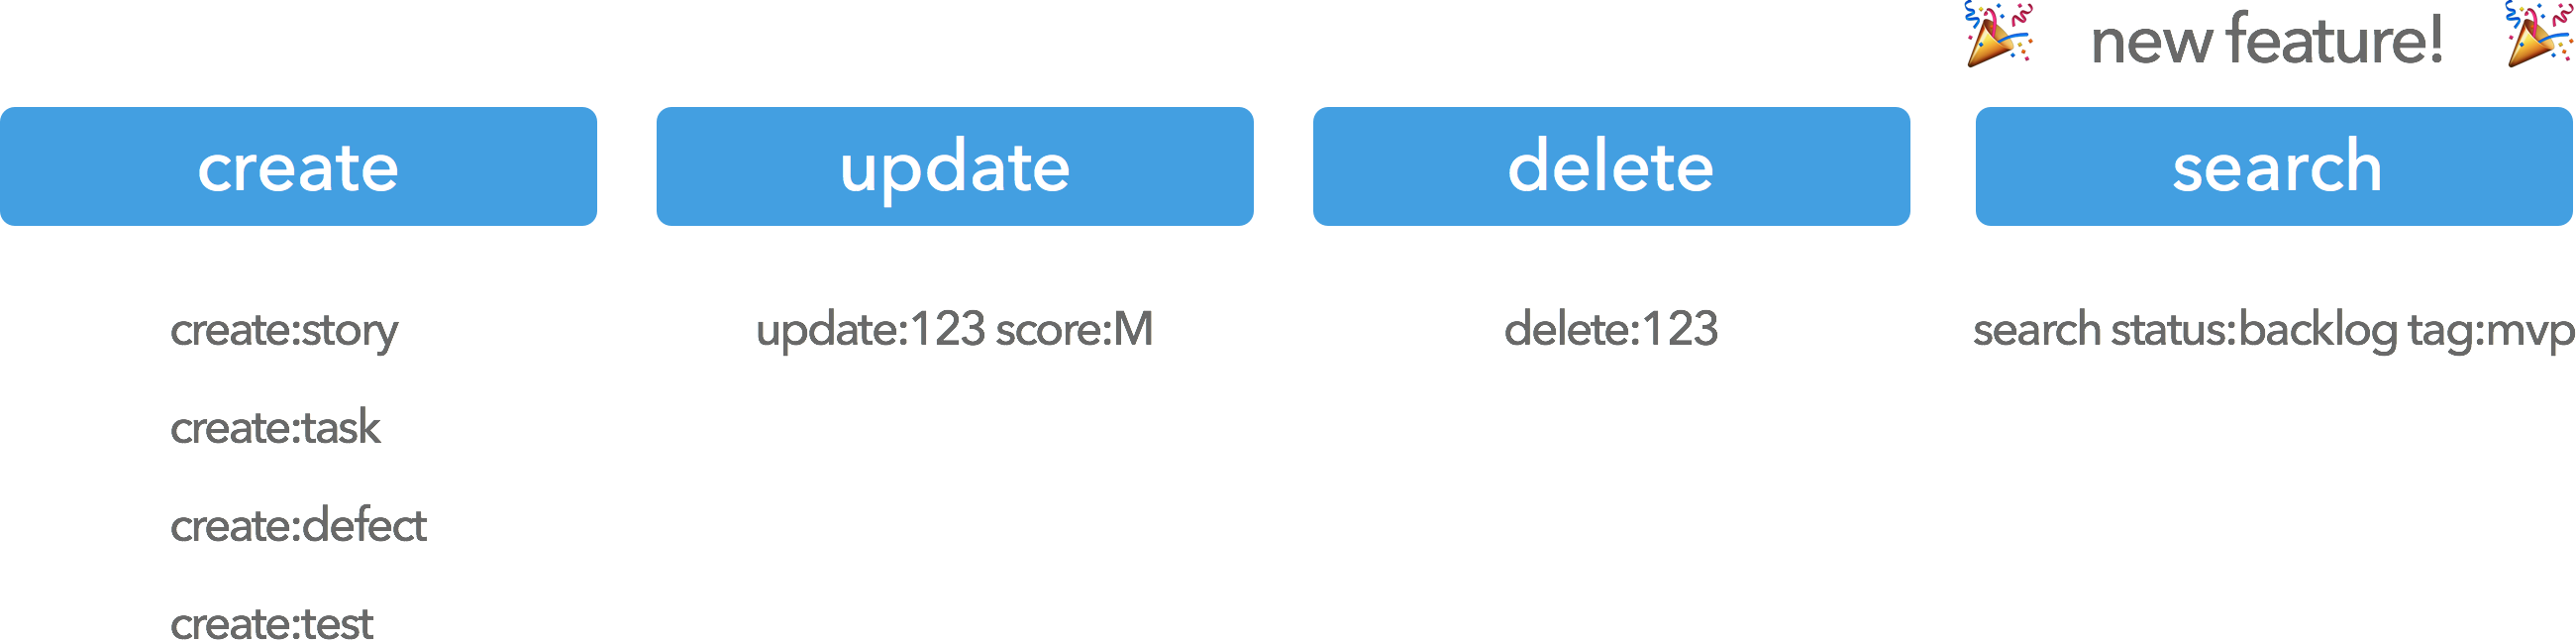 new feature!
create
update
delete
search
create:story
update:123 score:M
delete:123
search status:backlog tag:mvp
create:task
create:defect
create:test